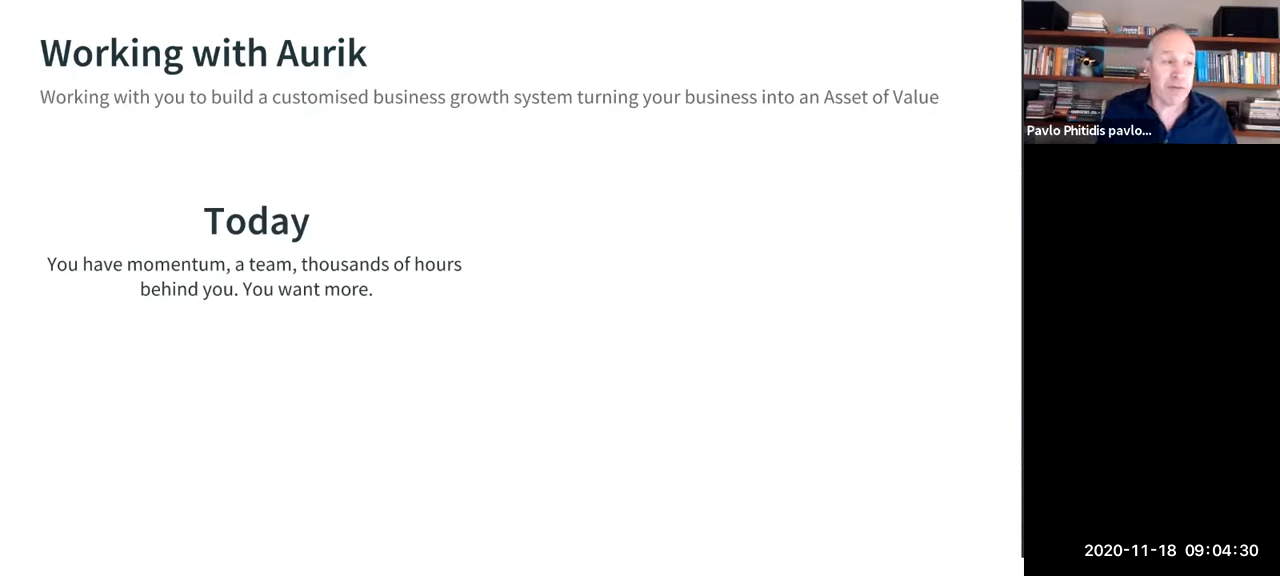 Working with Aurik
Working with you to build a customised business growth system turning your business into an Asset of Value
Today
You have momentum, a team, thousands of hours
behind you. You want more.
Pavlo Phitidis pavlo...
2020-11-18 09:04:30